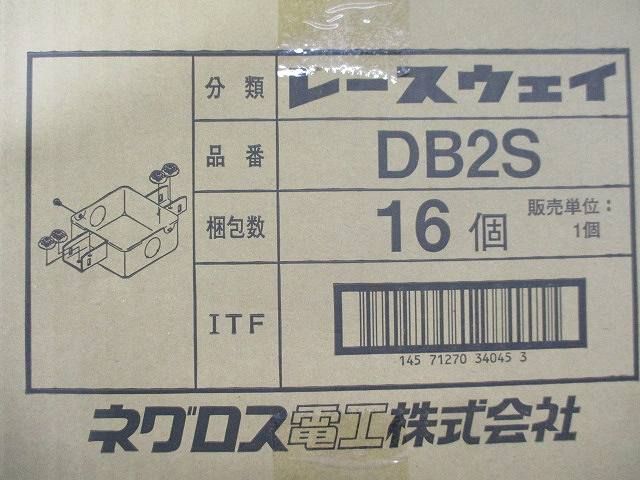 分類 レースウェイ
品番 DB2S
梱包数 16個 販売単位:
1個
ITF
145 71270 34045 3
ネグロス電工株式会社